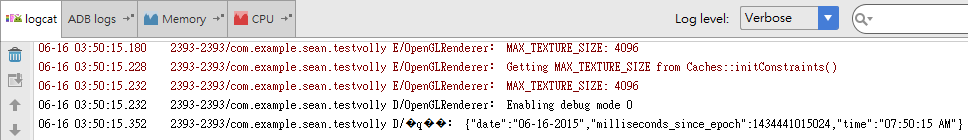 logcat ADB logs Memory CPU Log level: Verbose
06-16 03:50:15.180 2393-2393/com.example.sean.testvolly E/OpenGLRenderer: MAX_TEXTURE_SIZE: 4096
06-16 03:50:15.228 2393-2393/com.example.sean.testvolly E/OpenGLRenderer: Getting MAX_TEXTURE_SIZE from Caches::initConstraints()
06-16 03:50:15.232 2393-2393/com.example.sean.testvolly E/OpenGLRenderer: MAX_TEXTURE_SIZE: 4096
06-16 03:50:15.232 2393-2393/com.example.sean.testvolly D/OpenGLRenderer: Enabling debug mode 0
06-16 03:50:15.352 2393-2393/com.example.sean.testvolly D/�q��: {"date":"06-16-2015","milliseconds_since_epoch":1434441015024,"time":"07:50:15 AM"}